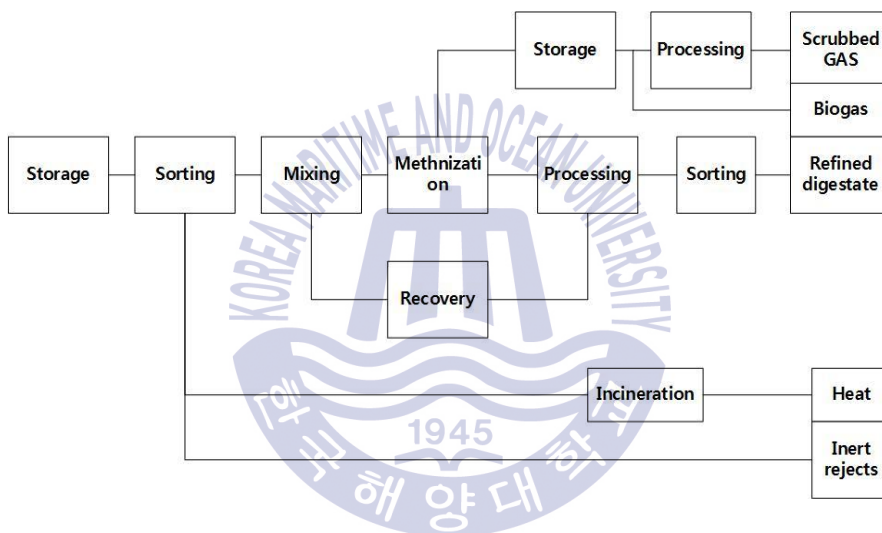 Storage
Processing
Scrubbed
GAS
Biogas
Storage
Sorting
Mixing
Methnizati
on
Processing
Sorting
Refined
digestate
Recovery
Incineration
Heat
Inert
rejects
KOREA MARITIME AND OCEAN UNIVERSITY
1945
한국해양대학교